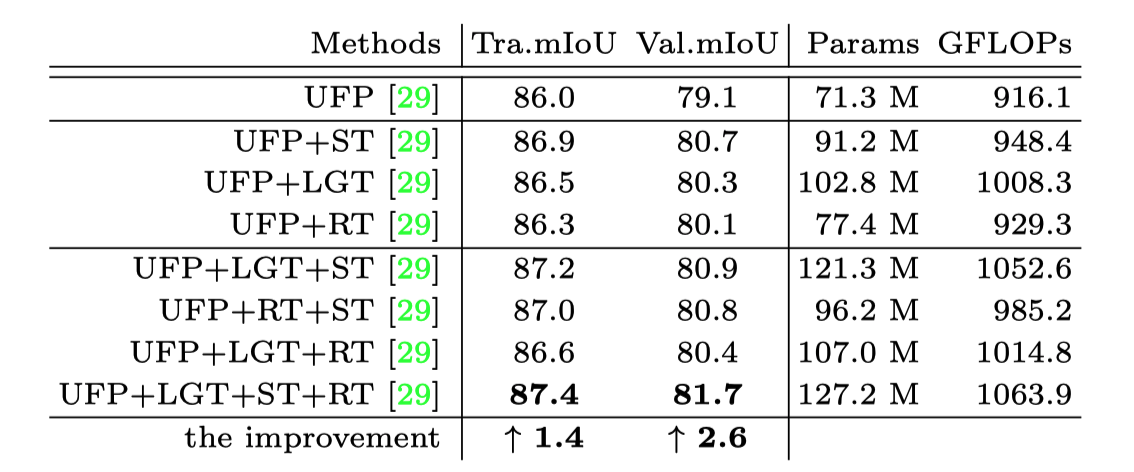 Methods Tra.mIoU Val.mIoU Params GFLOPs
UFP [29] 86.0 79.1 71.3 M 916.1
UFP+ST [29] 86.9 80.7 91.2 M 948.4
UFP+LGT [29] 86.5 80.3 102.8 M 1008.3
UFP+RT [29] 86.3 80.1 77.4 M 929.3
UFP+LGT+ST [29] 87.2 80.9 121.3 M 1052.6
UFP+RT+ST [29] 87.0 80.8 96.2 M 985.2
UFP+LGT+RT [29] 86.6 80.4 107.0 M 1014.8
UFP+LGT+ST+RT [29] 87.4 81.7 127.2 M 1063.9
the improvement ↑ 1.4 ↑ 2.6